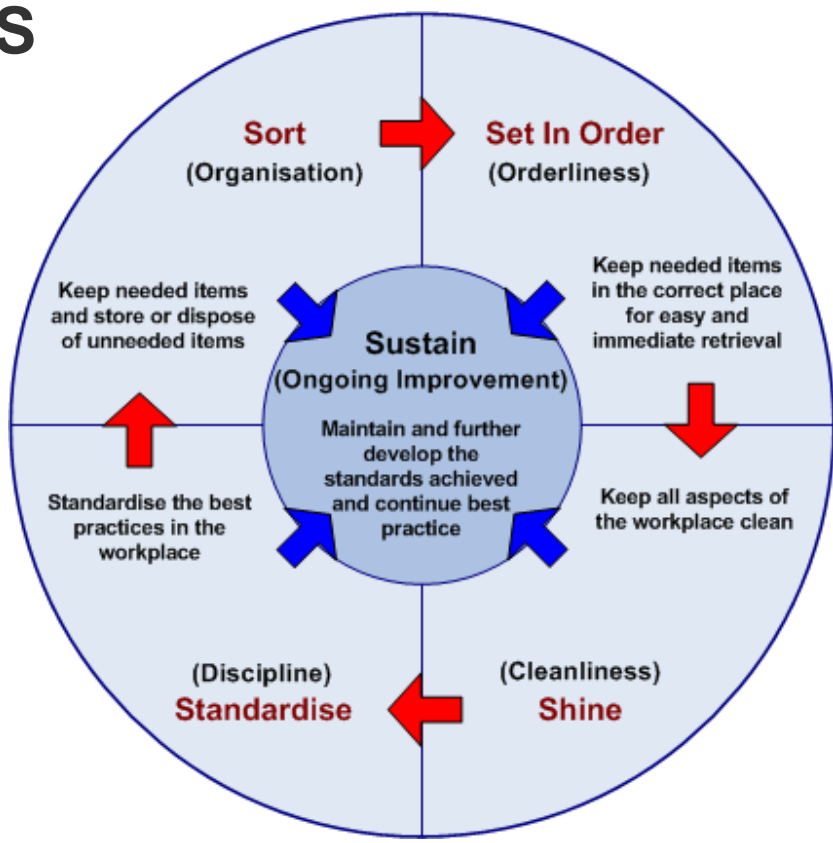 S
Sort
(Organisation)
Keep needed items
and store or dispose
of unneeded items
Set In Order
(Orderliness)
Keep needed items
in the correct place
for easy and
immediate retrieval
Sustain
(Ongoing Improvement)
Maintain and further
develop the
standards achieved
and continue best
practice
Keep all aspects of
the workplace clean
(Cleanliness)
Shine
Standardise the best
practices in the
workplace
(Discipline)
Standardise